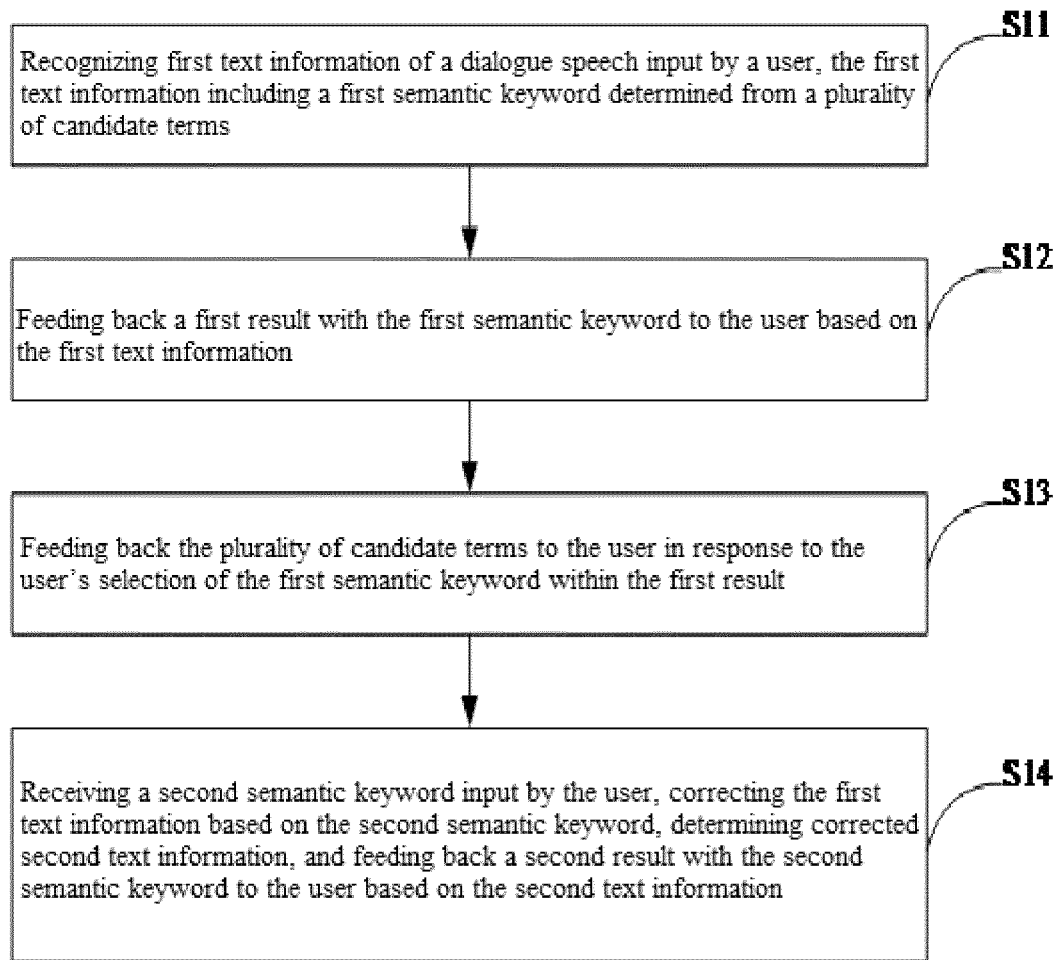 S11
Recognizing first text information of a dialogue speech input by a user, the first
text information including a first semantic keyword determined from a plurality
of candidate terms
S12
Feeding back a first result with the first semantic keyword to the user based on
the first text information
S13
Feeding back the plurality of candidate terms to the user in response to the
user’s selection of the first semantic keyword within the first result
S14
Receiving a second semantic keyword input by the user, correcting the first
text information based on the second semantic keyword, determining corrected
second text information, and feeding back a second result with the second
semantic keyword to the user based on the second text information